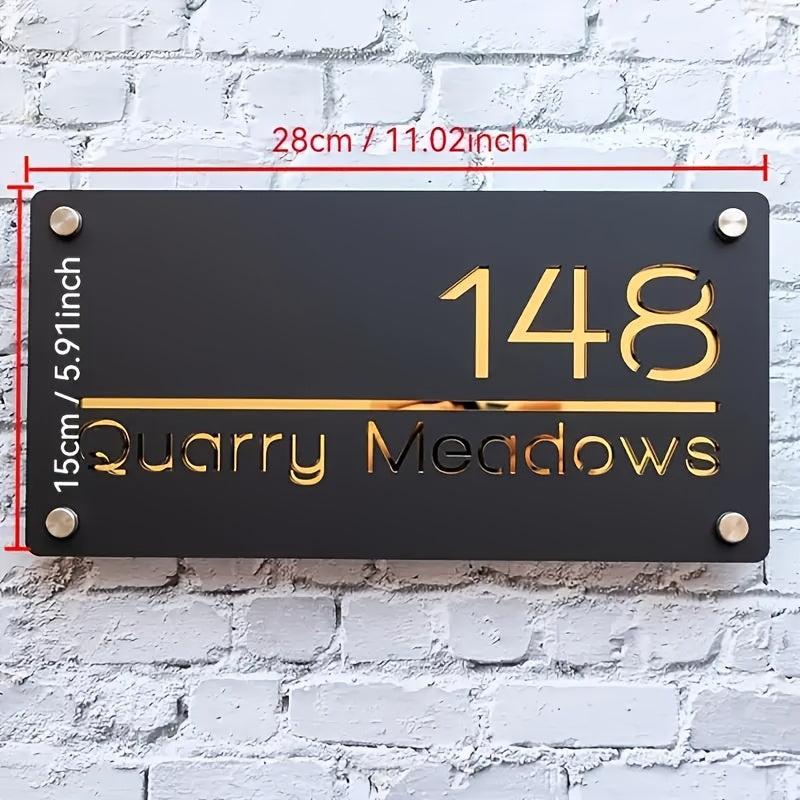 28cm / 11.02inch
15cm / 5.91inch
148
Quarry Meadows